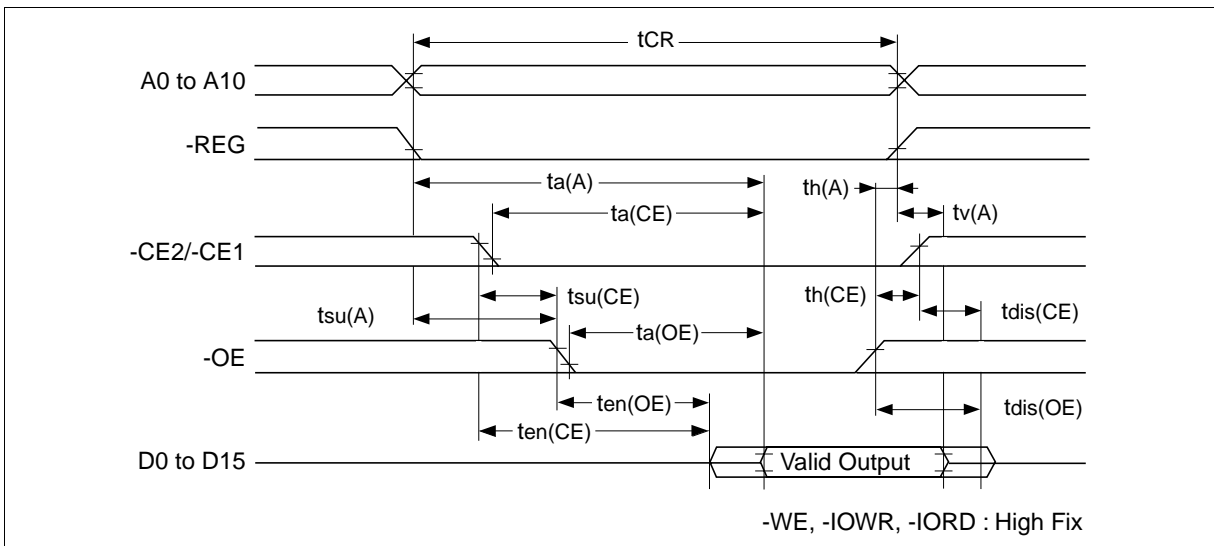 tCR
A0 to A10
-REG
ta(A)
th(A)
ta(CE)
tv(A)
-CE2/-CE1
tsu(CE)
th(CE)
tsu(A)
tdis(CE)
ta(OE)
-OE
ten(OE)
tdis(OE)
ten(CE)
D0 to D15
Valid Output
-WE, -IOWR, -IORD : High Fix